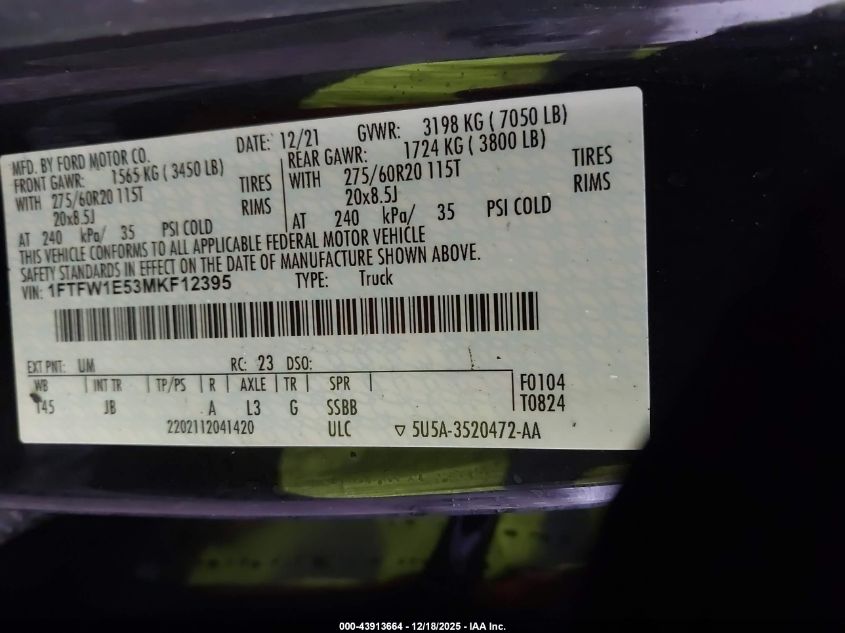 MFD. BY FORD MOTOR CO. DATE: 12/21 GVWR: 3198 KG ( 7050 LB)
FRONT GAWR: 1565 KG ( 3450 LB) REAR GAWR: 1724 KG ( 3800 LB)
WITH 275/60R20 115T TIRES WITH 275/60R20 115T TIRES
20x8.5J RIMS 20x8.5J RIMS
AT 240 kPa/ 35 PSI COLD AT 240 kPa/ 35 PSI COLD
THIS VEHICLE CONFORMS TO ALL APPLICABLE FEDERAL MOTOR VEHICLE
SAFETY STANDARDS IN EFFECT ON THE DATE OF MANUFACTURE SHOWN ABOVE.
VIN: 1FTFW1E53MKF12395 TYPE: Truck
EXT PNT: UM RC: 23 DSO:
WB INT TR TP/PS R AXLE TR SPR F0104
145 JB A L3 G SSBB T0824
2202112041420 ULC ▽ 5U5A-3520472-AA
000-43913664 - 12/18/2025 - IAA Inc.